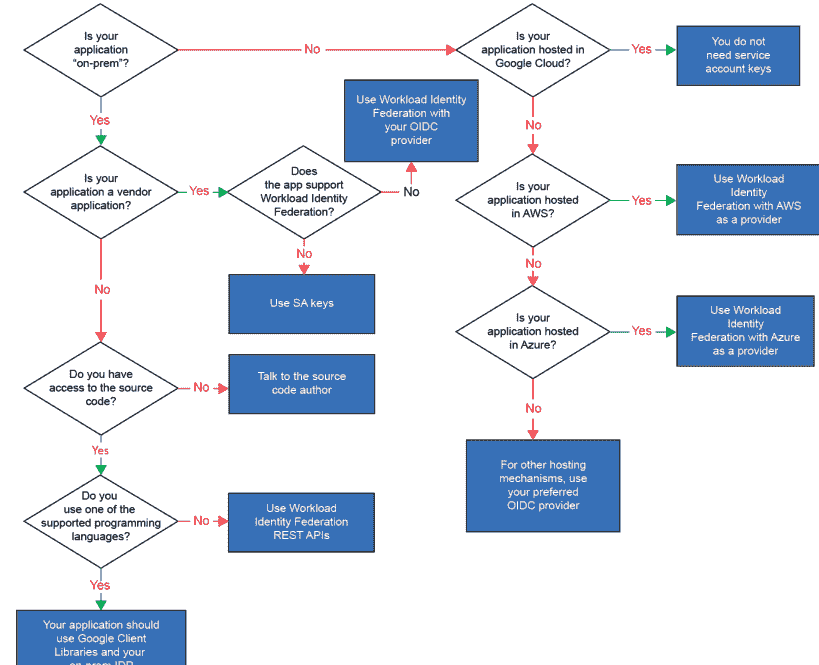 Is your
application
“on-prem”?
No
Is your
application hosted in
Google Cloud?
Yes
You do not
need service
account keys
Yes
No
Use Workload Identity
Federation with
your OIDC
provider
Is your
application a vendor
application?
Yes
Does
the app support
Workload Identity
Federation?
No
Is your
application hosted
in AWS?
Yes
Use Workload
Identity
Federation with AWS
as a provider
No
No
Use SA keys
No
Is your
application hosted
in Azure?
Yes
Use Workload
Identity
Federation with Azure
as a provider
Do you have
access to the source
code?
No
Talk to the source
code author
No
Yes
For other hosting
mechanisms, use
your preferred
OIDC provider
Do you
use one of the
supported programming
languages?
No
Use Workload
Identity Federation
REST APIs
Yes
Your application should
use Google Client
Libraries and your
on-prem IDP